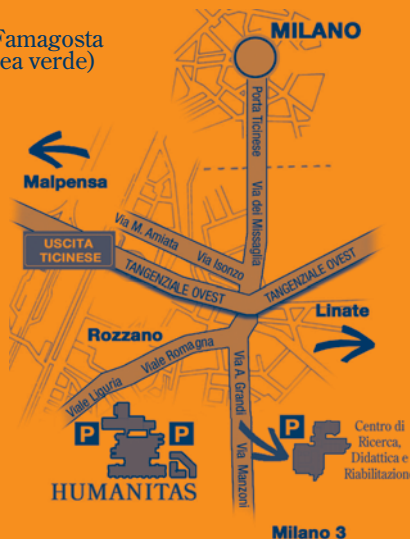 Famagosta
ea verde)
MILANO
Porta Ticinese
Malpensa
Via dei Missaglia
Via M. Amiata
Via Isonzo
USCITA
TICINESE
TANGENZIALE OVEST
TANGENZIALE OVEST
Linate
Rozzano
Viale Romagna
Viale Liguria
Via A. Grandi
P
P
P
Centro di
Ricerca,
Didattica e
Riabilitazion
Via Manzoni
HUMANITAS
Milano 3